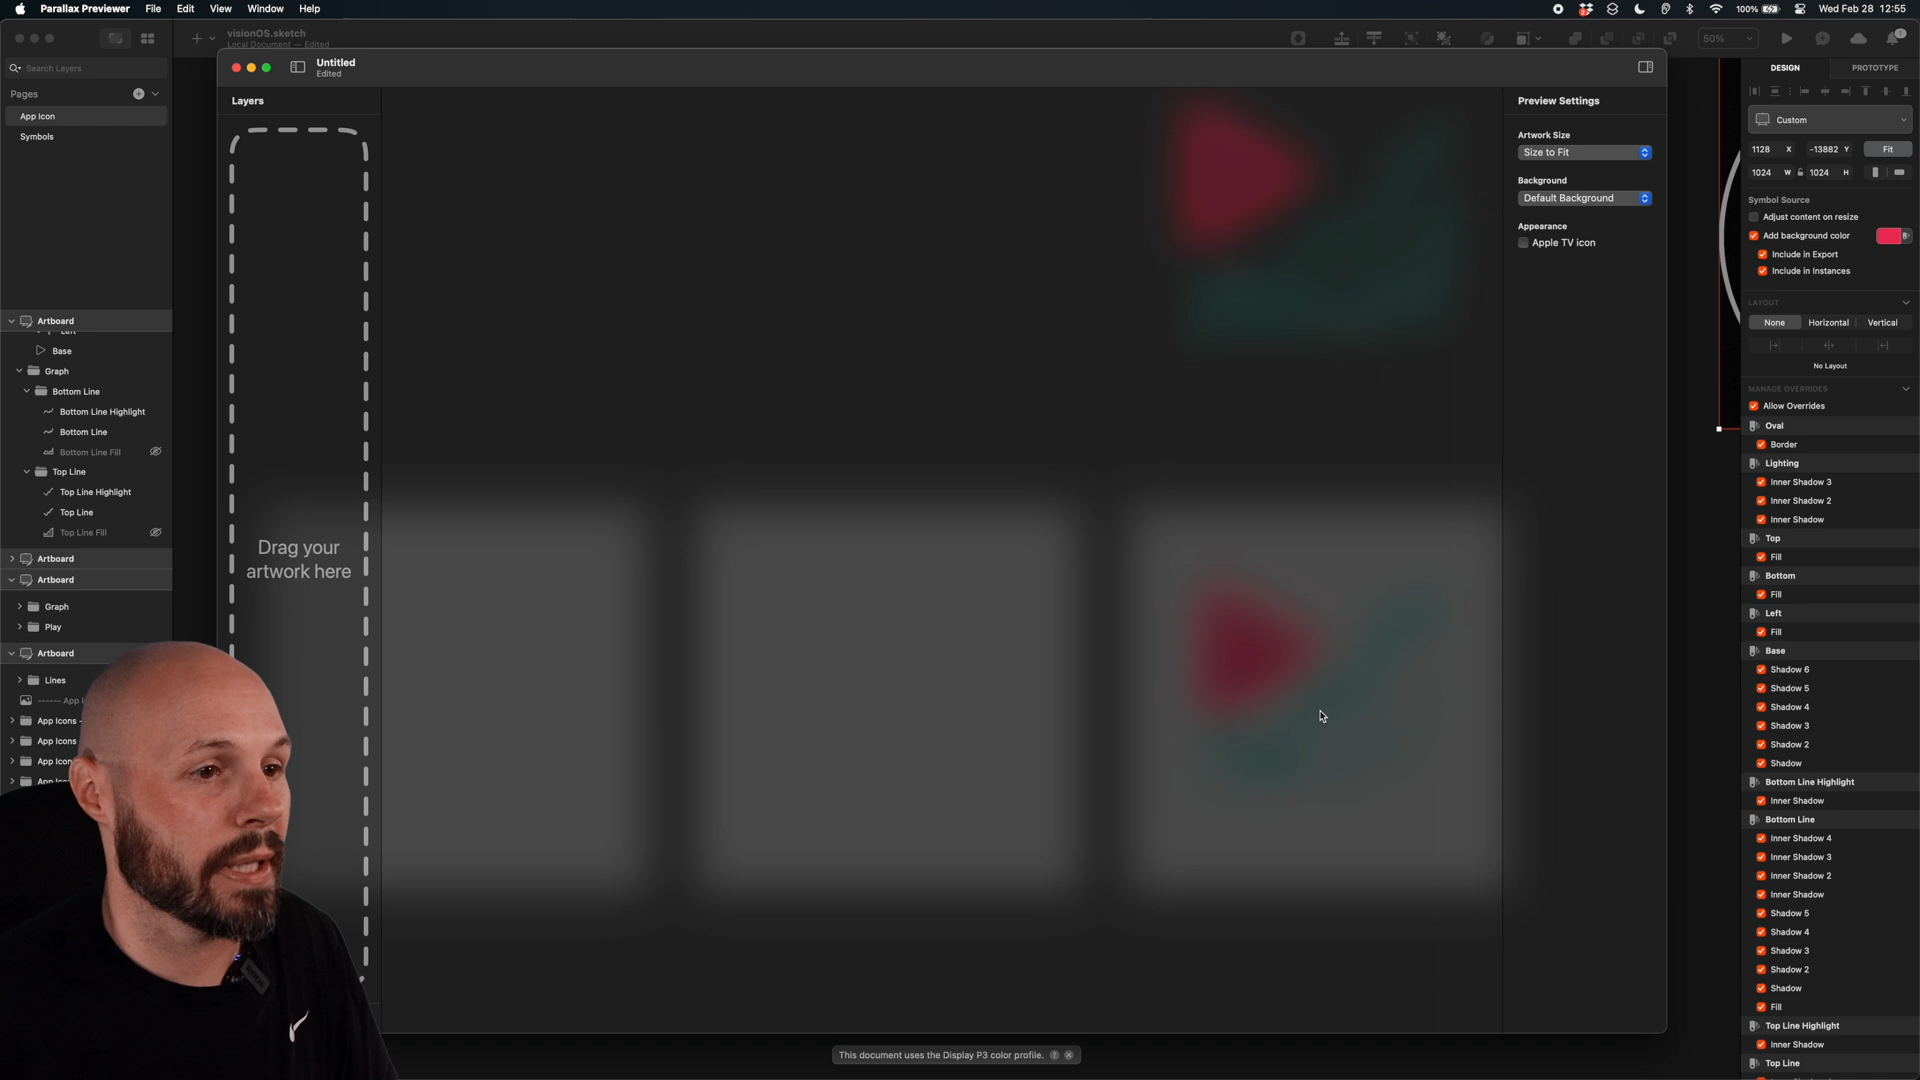 Parallax Previewer File Edit View Window Help
100%
Wed Feb 28 12:55
visionOS.sketch
Local Document — Edited
50%
Search Layers
Pages
App Icon
Symbols
Artboard
Left
Base
Graph
Bottom Line
Bottom Line Highlight
Bottom Line
Bottom Line Fill
Top Line
Top Line Highlight
Top Line
Top Line Fill
Artboard
Artboard
Graph
Play
Artboard
Lines
------ App I
App Icons -
App Icons
App Icon
Untitled
Edited
Layers
Drag your
artwork here
Preview Settings
Artwork Size
Size to Fit
Background
Default Background
Appearance
Apple TV icon
This document uses the Display P3 color profile. ?
DESIGN PROTOTYPE
Custom
1128 X -13882 Y Fit
1024 W 1024 H
Symbol Source
Adjust content on resize
Add background color
Include in Export
Include in Instances
LAYOUT
None Horizontal Vertical
No Layout
MANAGE OVERRIDES
Allow Overrides
Oval
Border
Lighting
Inner Shadow 3
Inner Shadow 2
Inner Shadow
Top
Fill
Bottom
Fill
Left
Fill
Base
Shadow 6
Shadow 5
Shadow 4
Shadow 3
Shadow 2
Shadow
Bottom Line Highlight
Inner Shadow
Bottom Line
Inner Shadow 4
Inner Shadow 3
Inner Shadow 2
Inner Shadow
Shadow 5
Shadow 4
Shadow 3
Shadow 2
Shadow
Fill
Top Line Highlight
Inner Shadow
Top Line